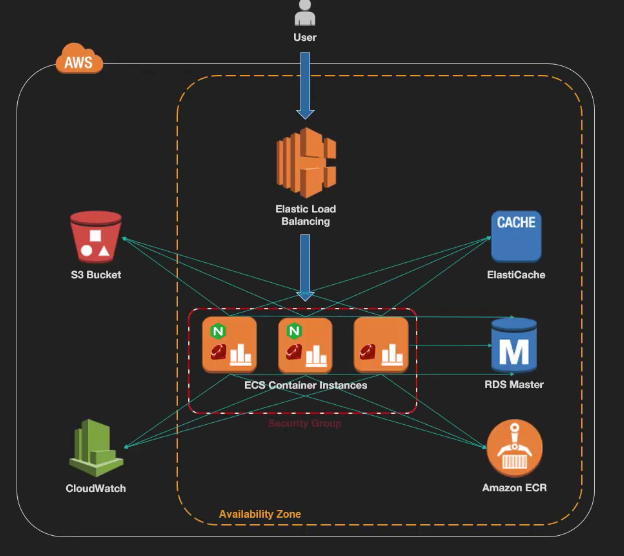 User
AWS
Elastic Load
Balancing
S3 Bucket
CACHE
ElastiCache
N
N
ECS Container Instances
M
RDS Master
Security Group
CloudWatch
Amazon ECR
Availability Zone